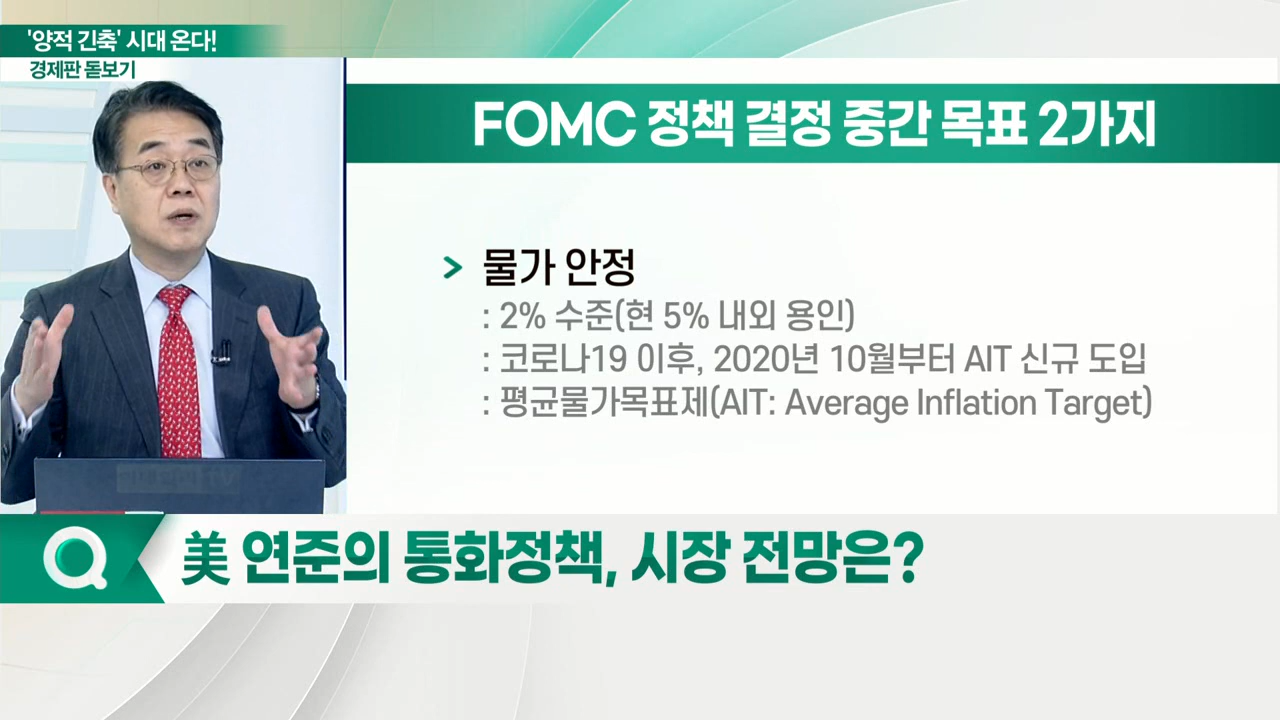 '양적 긴축' 시대 온다!
경제판 돋보기
FOMC 정책 결정 중간 목표 2가지
물가 안정
: 2% 수준(현 5% 내외 용인)
: 코로나19 이후, 2020년 10월부터 AIT 신규 도입
: 평균물가목표제(AIT: Average Inflation Target)
美 연준의 통화정책, 시장 전망은?